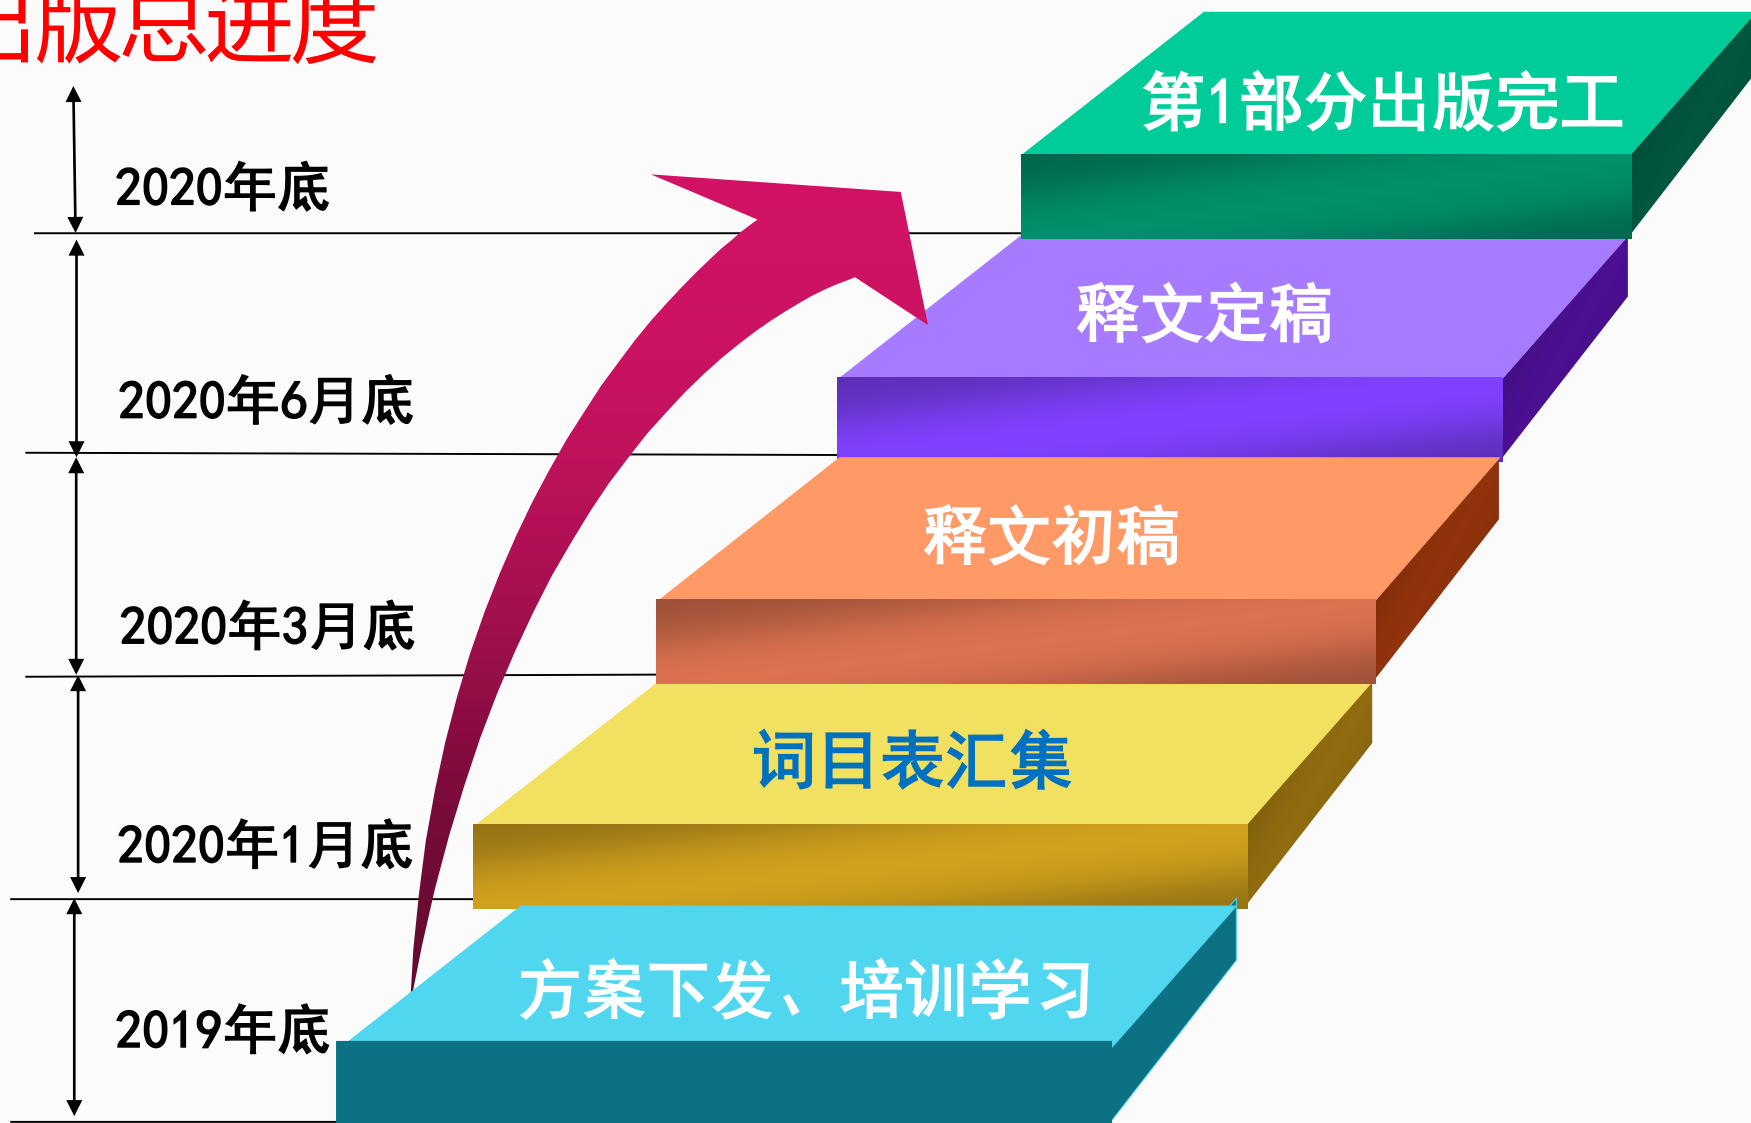 出版总进度
第1部分出版完工
2020年底
释文定稿
2020年6月底
释文初稿
2020年3月底
词目表汇集
2020年1月底
方案下发、培训学习
2019年底